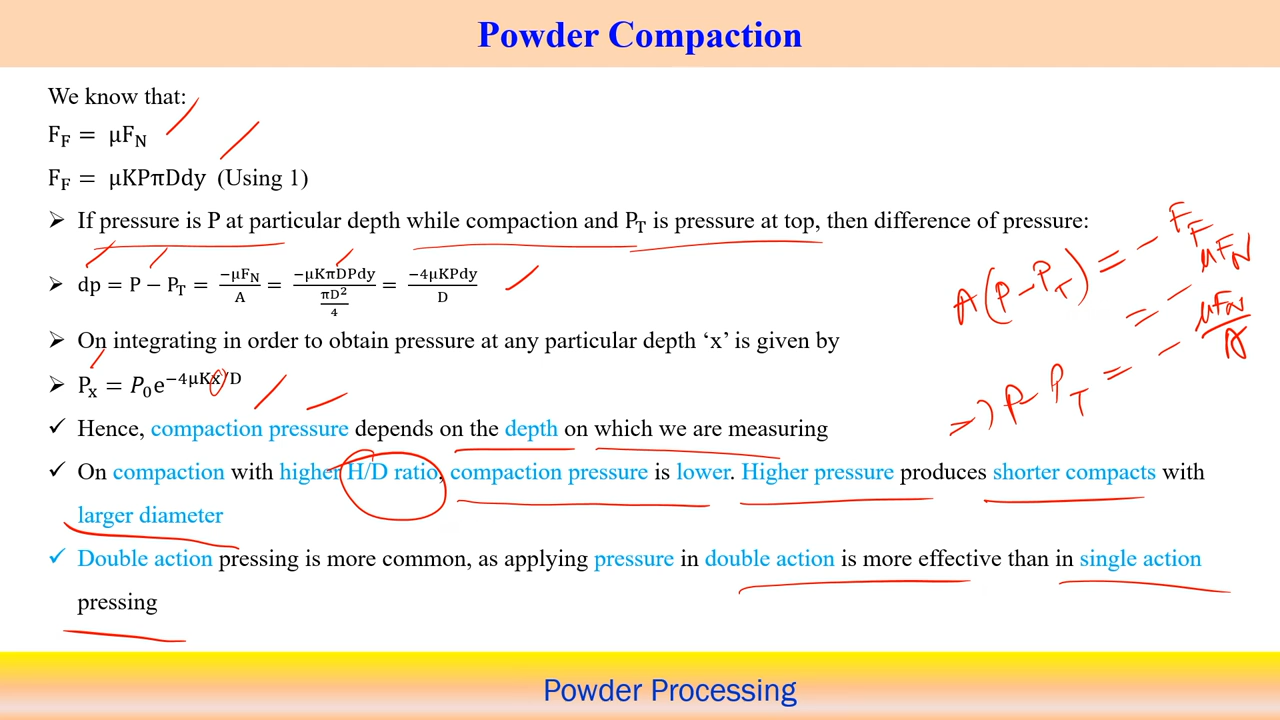 Powder Compaction
We know that:
F_F = μF_N
F_F = μKPπDdy (Using 1)
➢ If pressure is P at particular depth while compaction and P_T is pressure at top, then difference of pressure:
➢ dp = P − P_T = −μF_N/A = −μKπDPdy/(πD²/4) = −4μKPdy/D
➢ On integrating in order to obtain pressure at any particular depth ‘x’ is given by
➢ P_x = P_0 e^(−4μKx/D)
✓ Hence, compaction pressure depends on the depth on which we are measuring
✓ On compaction with higher H/D ratio, compaction pressure is lower. Higher pressure produces shorter compacts with
larger diameter
✓ Double action pressing is more common, as applying pressure in double action is more effective than in single action
pressing
A(P − P_T) = − F_F
= − μF_N
⇒ P − P_T = − μF_N/A
Powder Processing